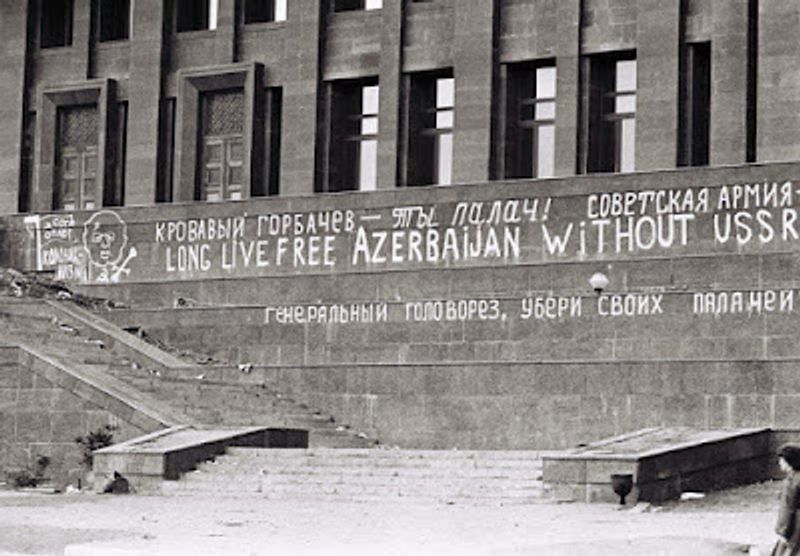 КРОВАВЫЙ ГОРБАЧЕВ — ТЫ ПАЛАЧ! СОВЕТСКАЯ АРМИЯ-
LONG LIVE FREE AZERBAIJAN WITHOUT USSR
ГЕНЕРАЛЬНЫЙ ГОЛОВОРЕЗ, УБЕРИ СВОИХ ПАЛАЧЕЙ